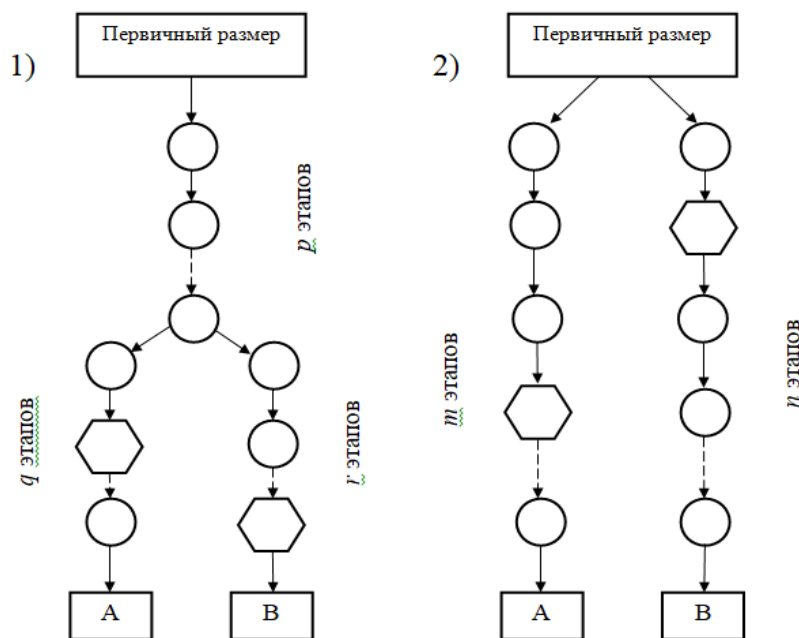 1)
Первичный размер
p этапов
q этапов
r этапов
A
B
2)
Первичный размер
m этапов
n этапов
A
B